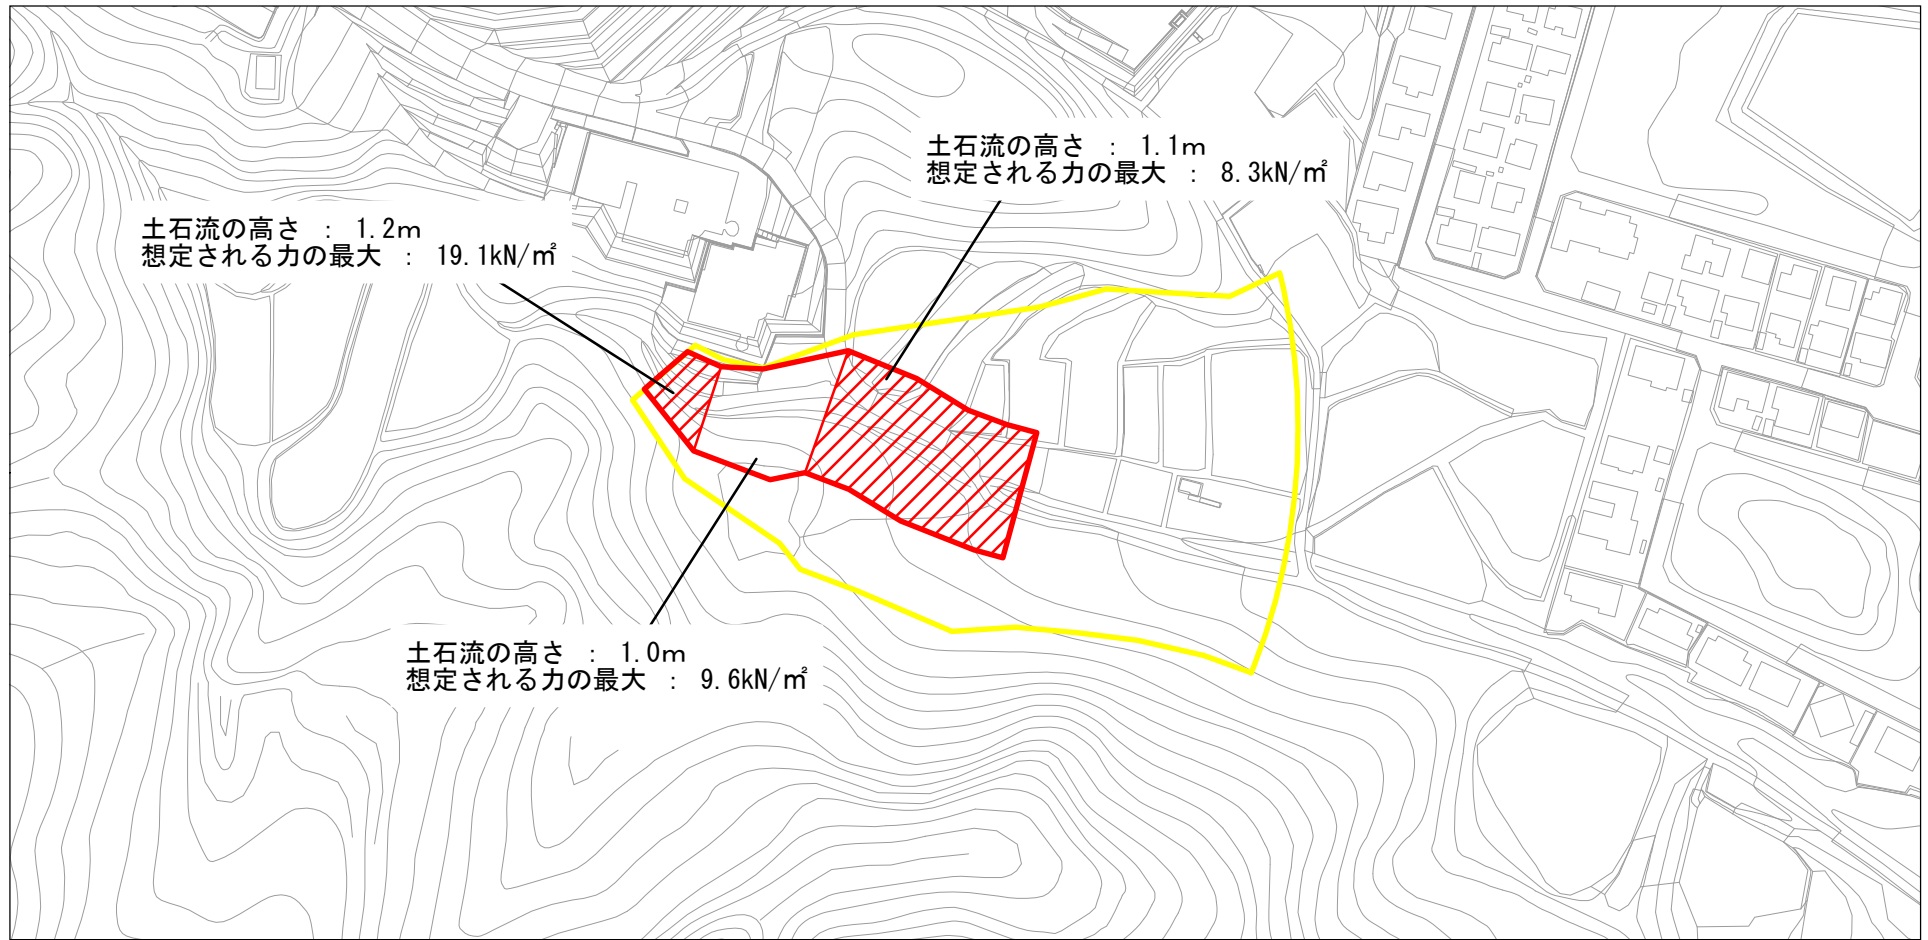 土石流の高さ ： 1.1m
想定される力の最大 ： 8.3kN/㎡
土石流の高さ ： 1.2m
想定される力の最大 ： 19.1kN/㎡
土石流の高さ ： 1.0m
想定される力の最大 ： 9.6kN/㎡